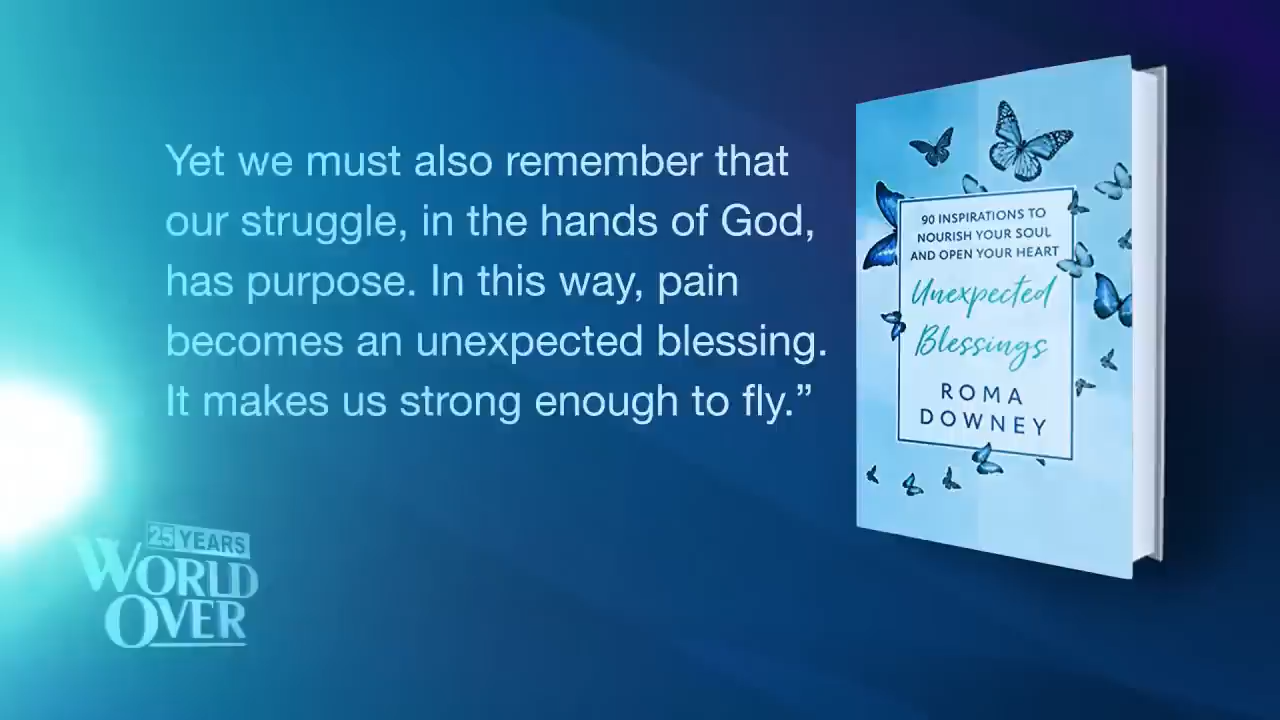 Yet we must also remember that
our struggle, in the hands of God,
has purpose. In this way, pain
becomes an unexpected blessing.
It makes us strong enough to fly.”
90 INSPIRATIONS TO
NOURISH YOUR SOUL
AND OPEN YOUR HEART
Unexpected
Blessings
ROMA
DOWNEY
25 YEARS
WORLD
OVER